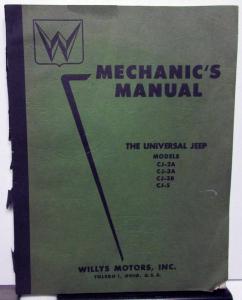 W
MECHANIC'S
MANUAL
THE UNIVERSAL JEEP
MODELS
CJ-2A
CJ-3A
CJ-3B
CJ-5
WILLYS MOTORS, INC.
TOLEDO 1, OHIO, U.S.A.